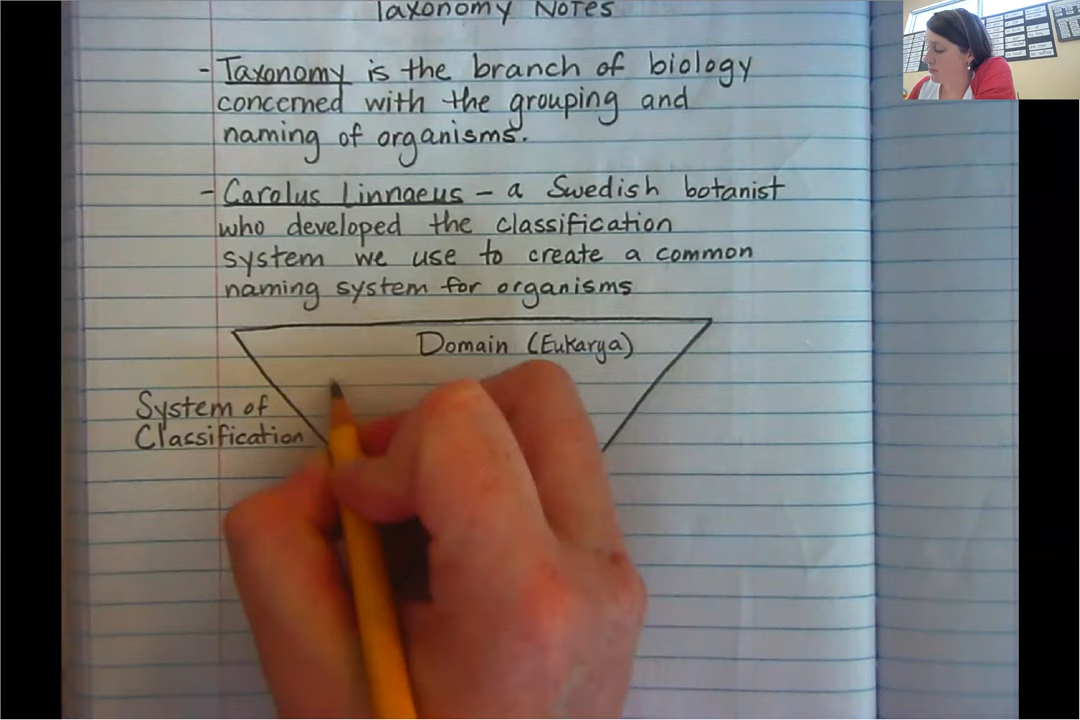 Taxonomy Notes
- Taxonomy is the branch of biology
concerned with the grouping and
naming of organisms.
- Carolus Linnaeus - a Swedish botanist
who developed the classification
system we use to create a common
naming system for organisms
Domain (Eukarya)
System of
Classification